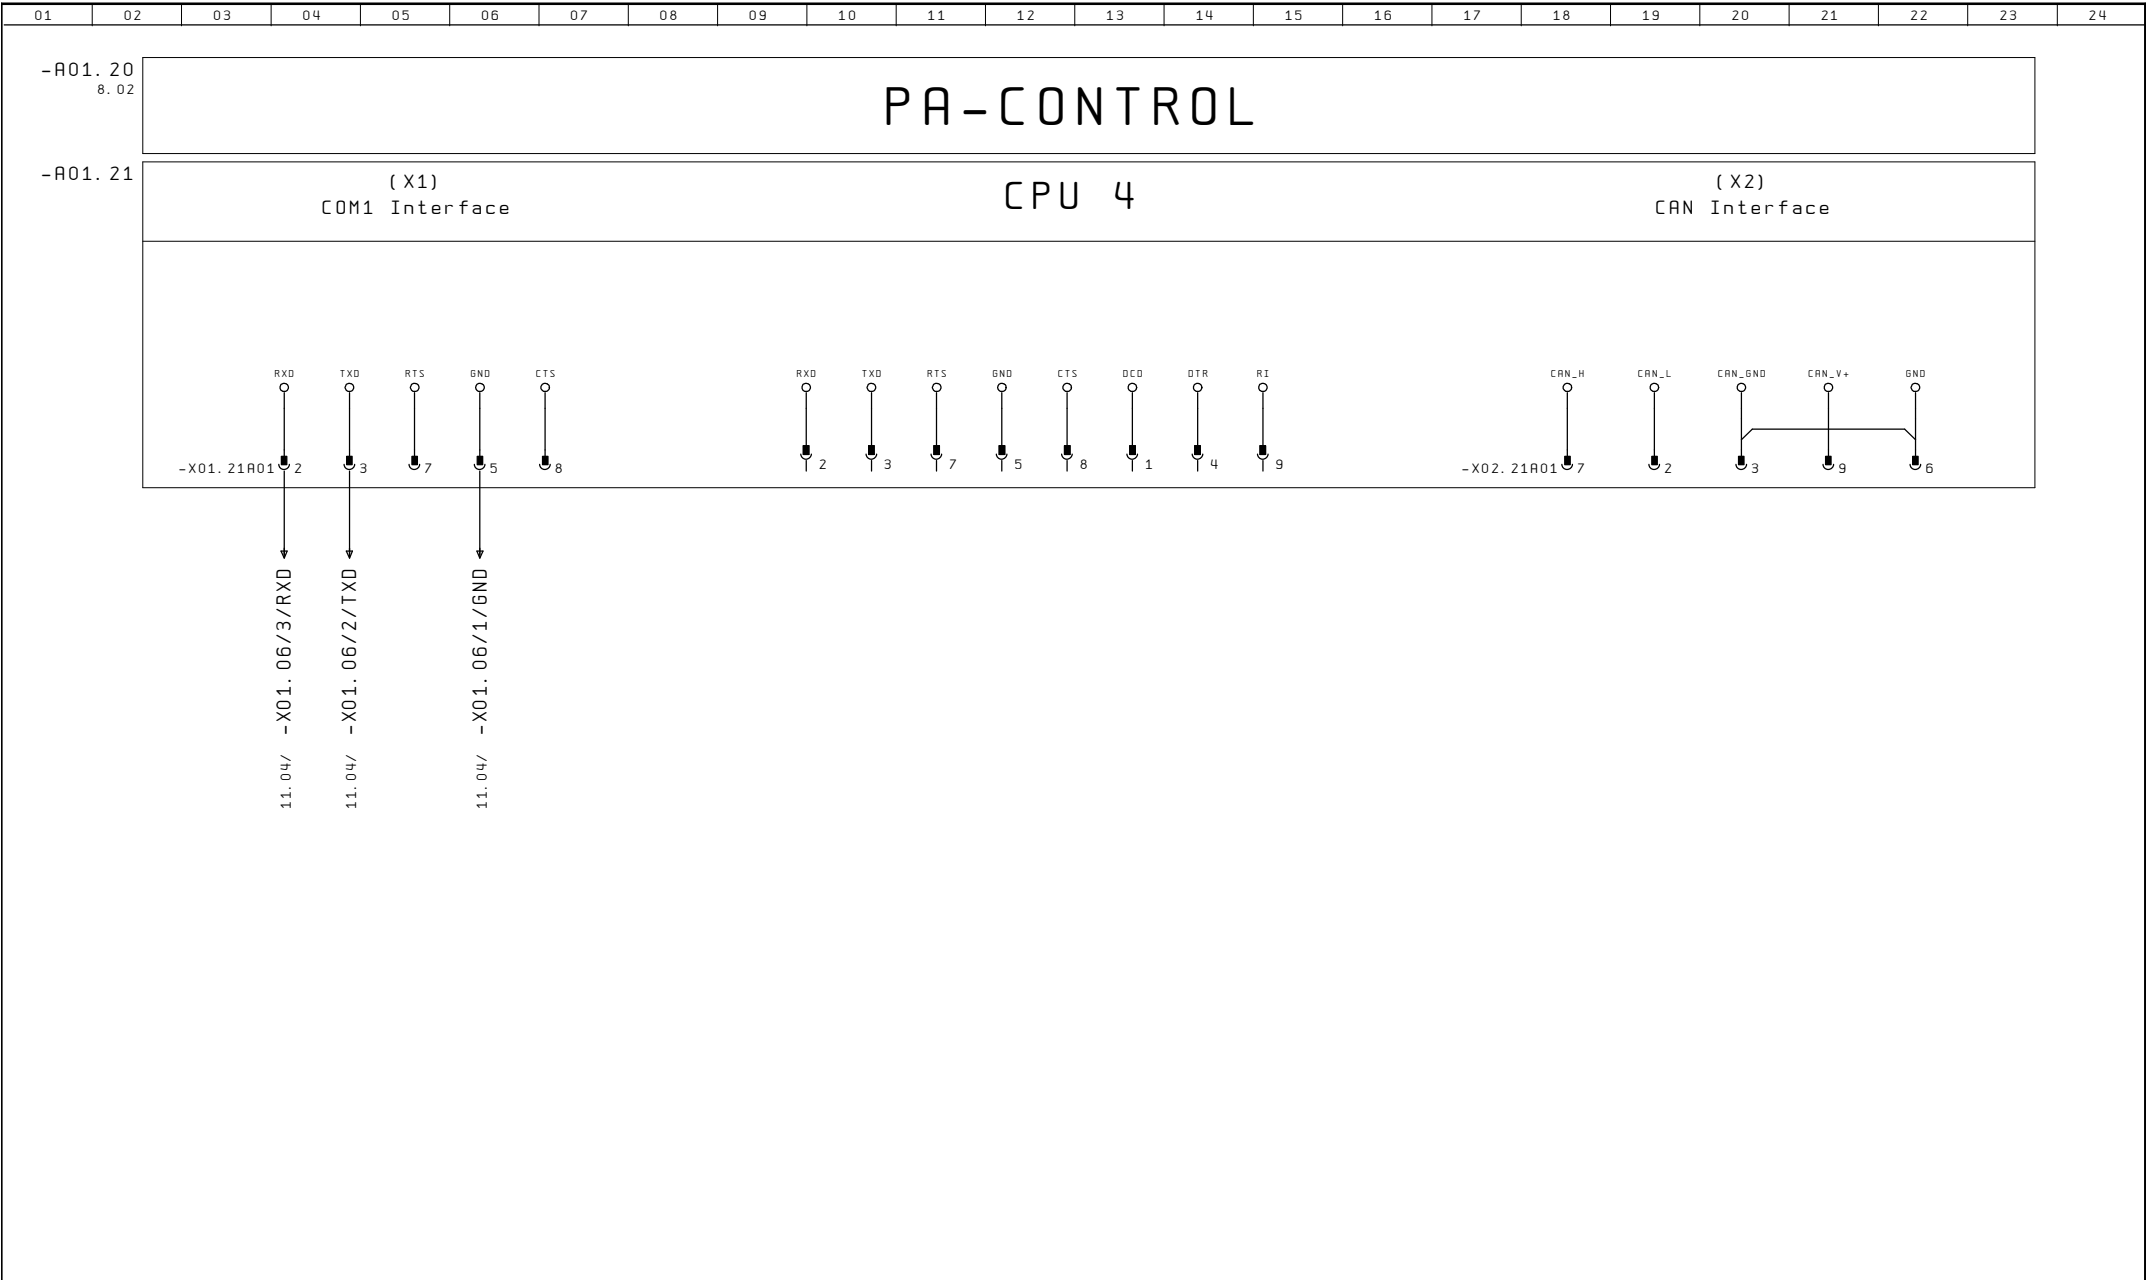 01 02 03 04 05 06 07 08 09 10 11 12 13 14 15 16 17 18 19 20 21 22 23 24
-A01.20
8.02
PA-CONTROL
-A01.21
(X1)
COM1 Interface
CPU 4
(X2)
CAN Interface
RXD TXD RTS GND CTS
-X01.21A01 2 3 7 5 8
RXD TXD RTS GND CTS DCD DTR RI
2 3 7 5 8 1 4 9
CAN_H CAN_L CAN_GND CAN_V+ GND
-X02.21A01 7 2 3 9 6
11.04/ -X01.06/3/RXD
11.04/ -X01.06/2/TXD
11.04/ -X01.06/1/GND